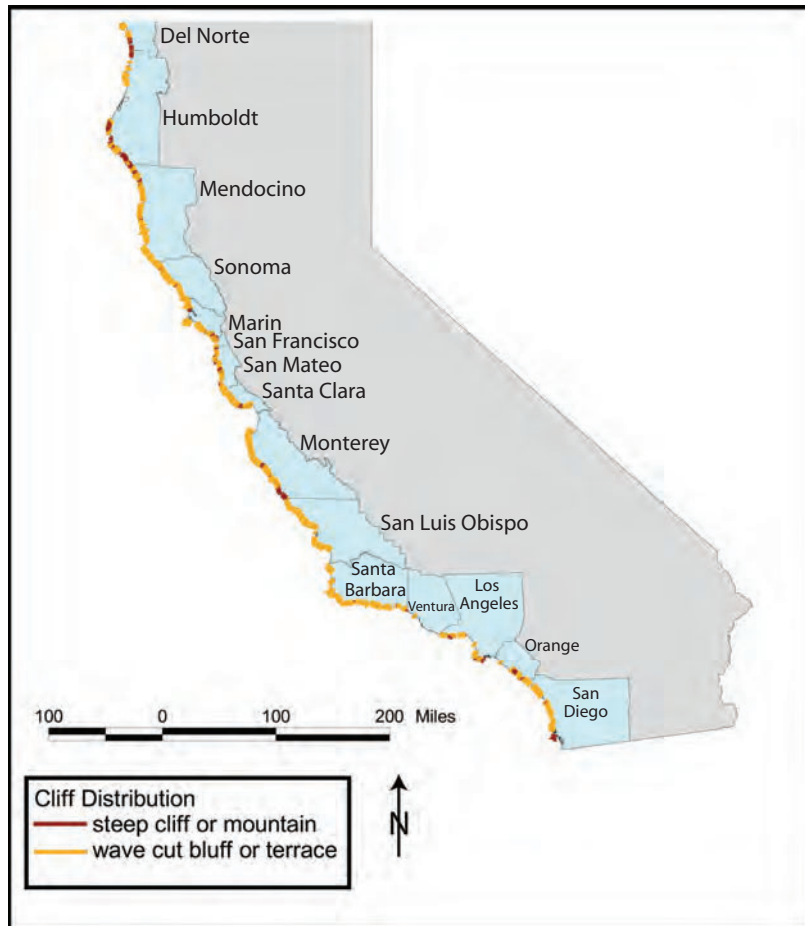 Del Norte
Humboldt
Mendocino
Sonoma
Marin
San Francisco
San Mateo
Santa Clara
Monterey
San Luis Obispo
Santa
Barbara
Ventura
Los
Angeles
Orange
San
Diego
100 0 100 200 Miles
Cliff Distribution
steep cliff or mountain
wave cut bluff or terrace
N